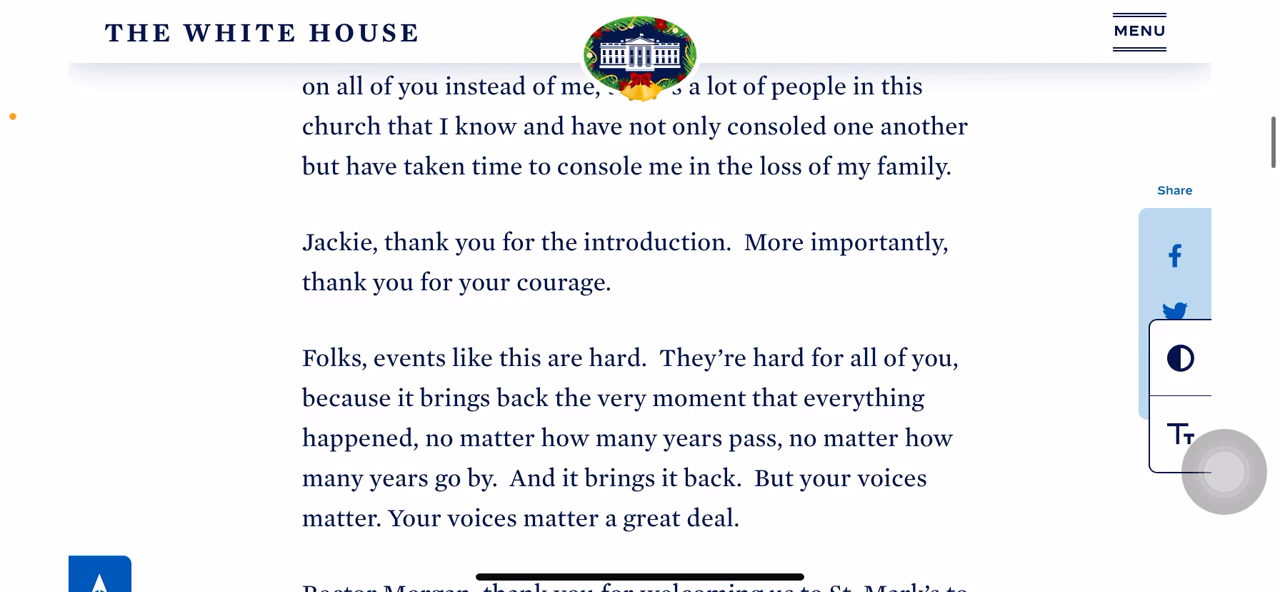 THE WHITE HOUSE
MENU
on all of you instead of me, a lot of people in this
church that I know and have not only consoled one another
but have taken time to console me in the loss of my family.
Share
Jackie, thank you for the introduction. More importantly,
thank you for your courage.
Folks, events like this are hard. They’re hard for all of you,
because it brings back the very moment that everything
happened, no matter how many years pass, no matter how
many years go by. And it brings it back. But your voices
matter. Your voices matter a great deal.
Rector Morgan, thank you for welcoming us to St. Mark’s to